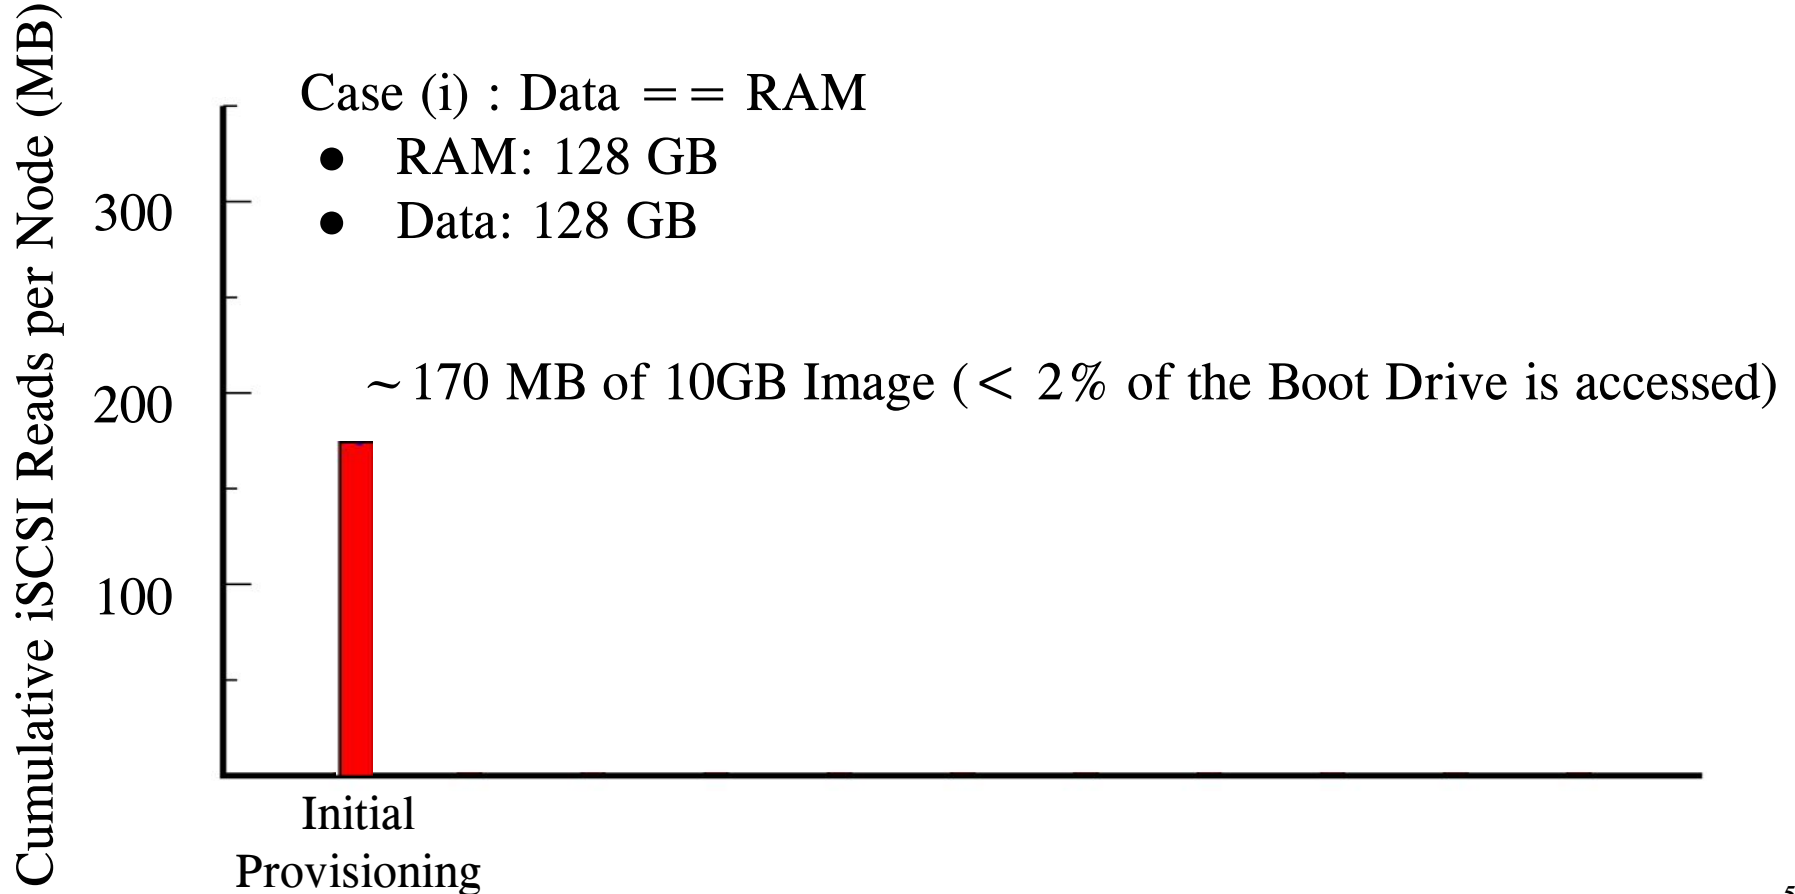 Cumulative iSCSI Reads per Node (MB)
Case (i) : Data == RAM
● RAM: 128 GB
● Data: 128 GB
300
~170 MB of 10GB Image (< 2% of the Boot Drive is accessed)
200
100
Initial
Provisioning
5